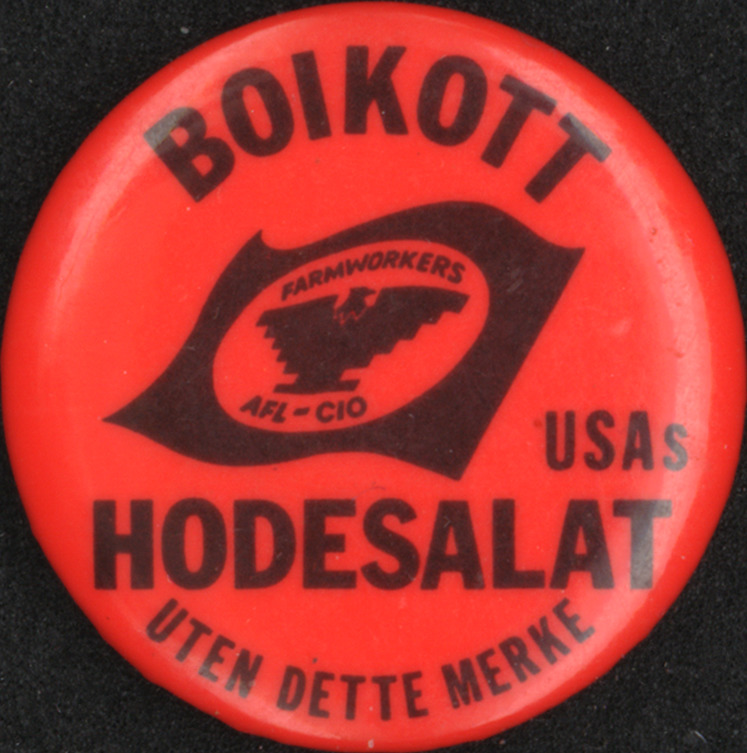 BOIKOTT
FARMWORKERS
AFL-CIO
USAs
HODESALAT
UTEN DETTE MERKE